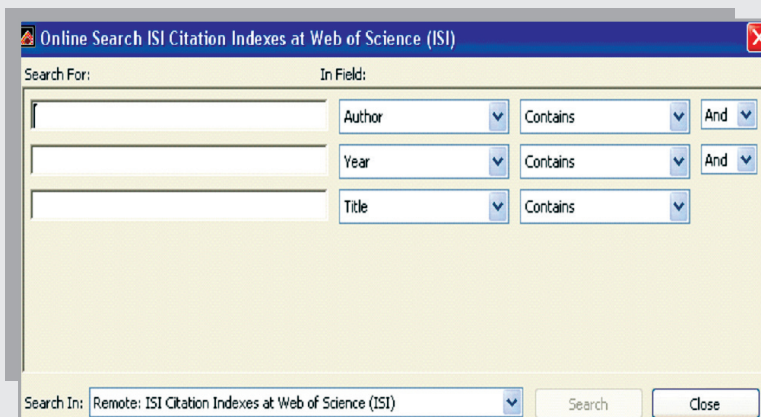 Online Search ISI Citation Indexes at Web of Science (ISI)
Search For: In Field:
Author Contains And
Year Contains And
Title Contains
Search In: Remote: ISI Citation Indexes at Web of Science (ISI) Search Close